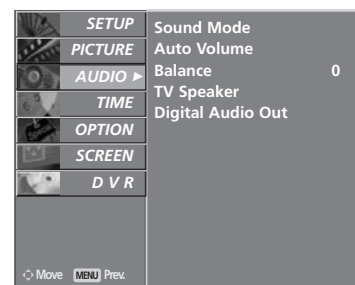 SETUP
PICTURE
AUDIO ►
TIME
OPTION
SCREEN
D V R
Move MENU Prev.
Sound Mode
Auto Volume
Balance 0
TV Speaker
Digital Audio Out